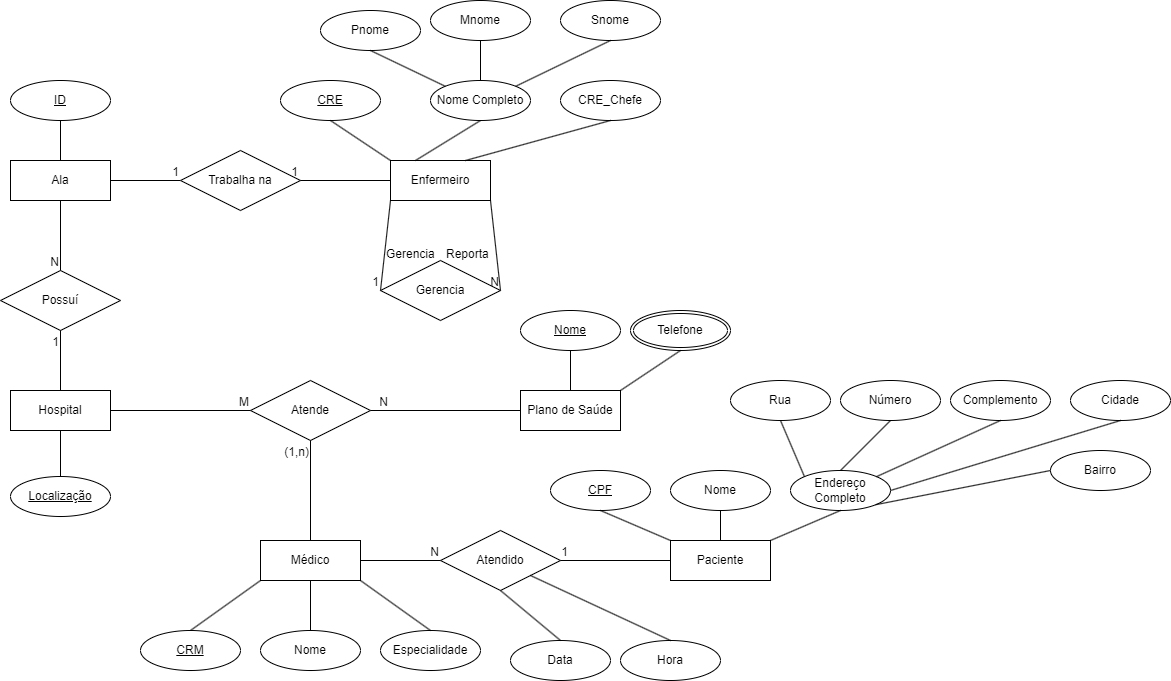 Mnome
Snome
Pnome
ID
CRE
Nome Completo
CRE_Chefe
Ala
1
Trabalha na
1
Enfermeiro
Gerencia
Reporta
N
1
N
Gerencia
Possuí
1
Nome
Telefone
Hospital
M
Atende
N
Plano de Saúde
Rua
Número
Complemento
Cidade
(1,n)
Bairro
Localização
CPF
Nome
Endereço
Completo
Médico
N
Atendido
1
Paciente
CRM
Nome
Especialidade
Data
Hora